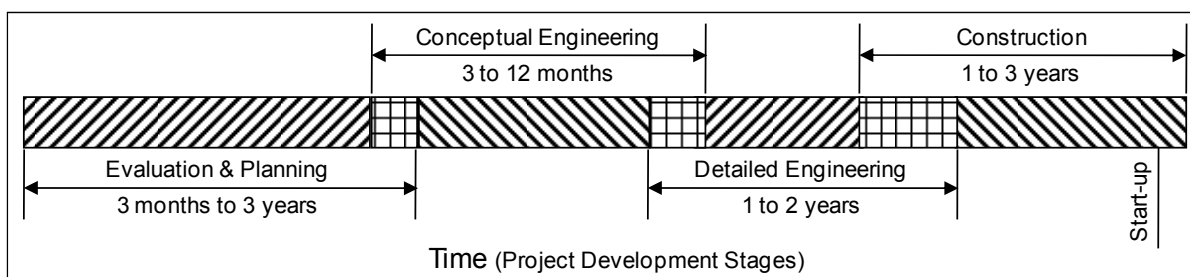 Conceptual Engineering
3 to 12 months
Construction
1 to 3 years
Evaluation & Planning
3 months to 3 years
Detailed Engineering
1 to 2 years
Start-up
Time (Project Development Stages)